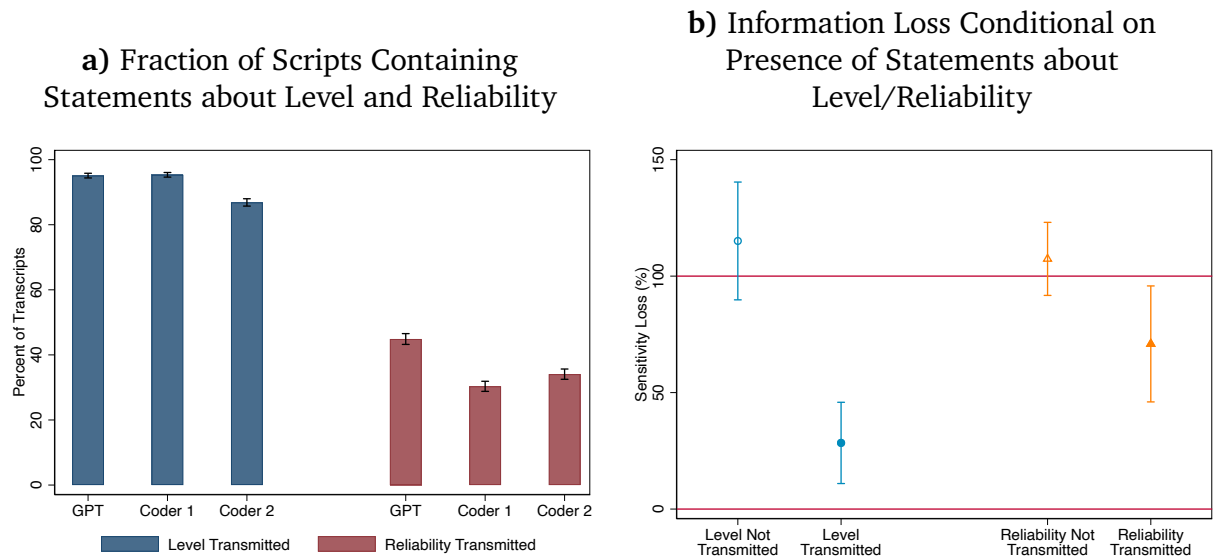 a) Fraction of Scripts Containing
Statements about Level and Reliability
Percent of Transcripts
100
80
60
40
20
0
GPT
Coder 1
Coder 2
GPT
Coder 1
Coder 2
Level Transmitted
Reliability Transmitted
b) Information Loss Conditional on
Presence of Statements about
Level/Reliability
Sensitivity Loss (%)
150
100
50
0
Level Not
Transmitted
Level
Transmitted
Reliability Not
Transmitted
Reliability
Transmitted